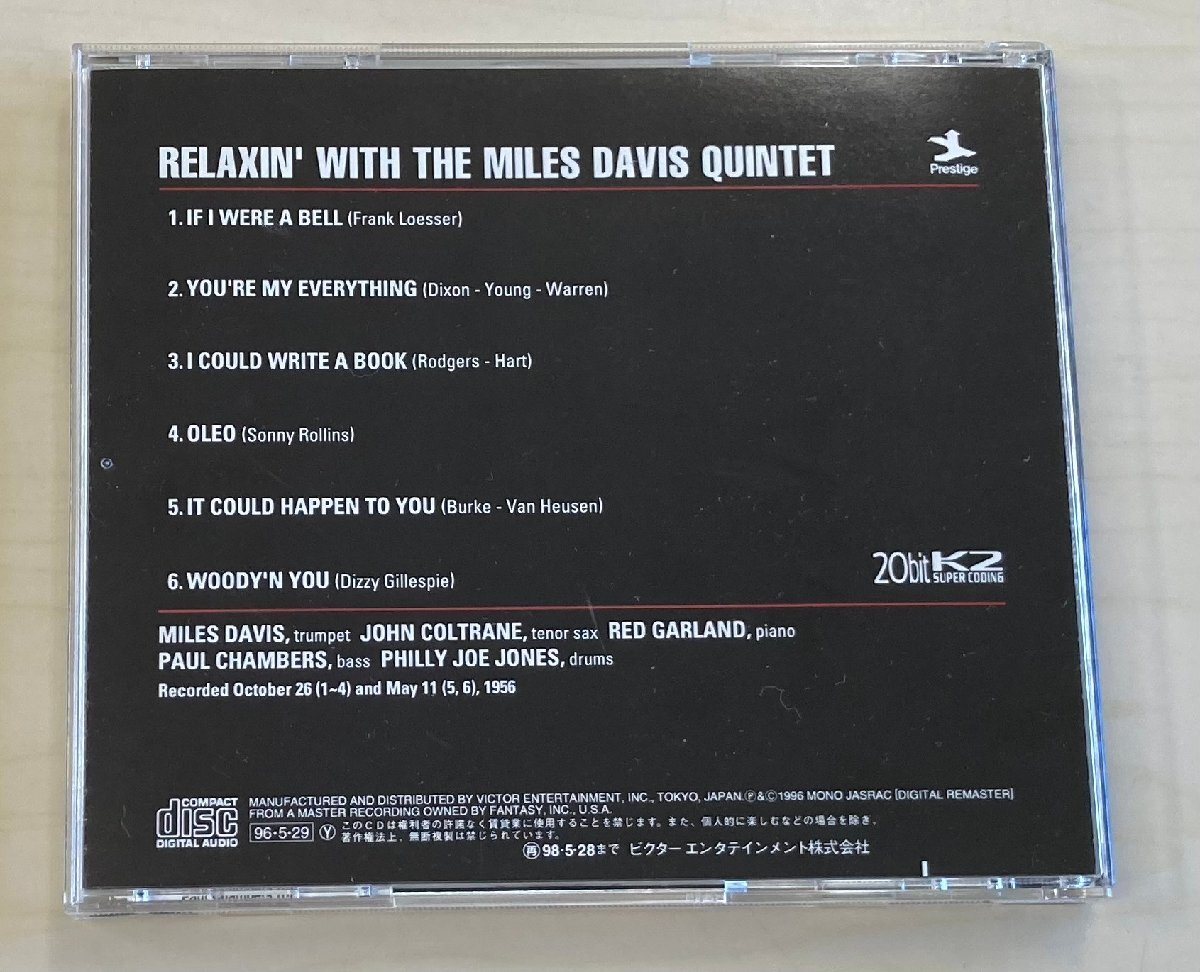 RELAXIN' WITH THE MILES DAVIS QUINTET
Prestige
1. IF I WERE A BELL (Frank Loesser)
2. YOU'RE MY EVERYTHING (Dixon - Young - Warren)
3. I COULD WRITE A BOOK (Rodgers - Hart)
4. OLEO (Sonny Rollins)
5. IT COULD HAPPEN TO YOU (Burke - Van Heusen)
6. WOODY'N YOU (Dizzy Gillespie)
20bit K2
SUPER CODING
MILES DAVIS, trumpet JOHN COLTRANE, tenor sax RED GARLAND, piano
PAUL CHAMBERS, bass PHILLY JOE JONES, drums
Recorded October 26 (1~4) and May 11 (5, 6), 1956
COMPACT
disc
DIGITAL AUDIO
MANUFACTURED AND DISTRIBUTED BY VICTOR ENTERTAINMENT, INC., TOKYO, JAPAN. Ⓟ&Ⓒ1996 MONO JASRAC [DIGITAL REMASTER]
FROM A MASTER RECORDING OWNED BY FANTASY, INC., U.S.A.
96-5-29 Ⓨ このCDは権利者の許諾なく賃貸業に使用することを禁じます。また、個人的に楽しむなどの場合を除き、
著作権法上、無断複製は禁じられています。
㊢98・5・28まで ビクターエンタテインメント株式会社